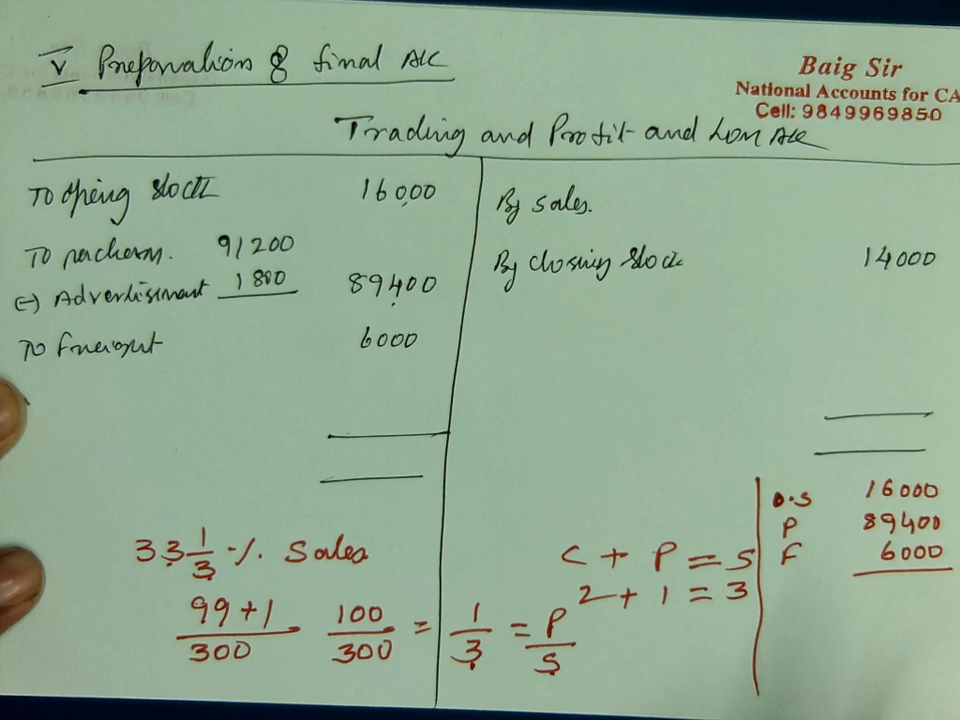 V Preparation of final A/c
Baig Sir
National Accounts for CA
Cell: 9849969850
Trading and Profit and Loss A/c
To opening stock 16000
By sales.
To purchases. 91200
(-) Advertisement 1800 89400
By closing stock 14000
To freight 6000
O.S 16000
P 89400
F 6000
33 1/3 % Sales
C + P = S
2 + 1 = 3
99+1/300 100/300 = 1/3 = P/S